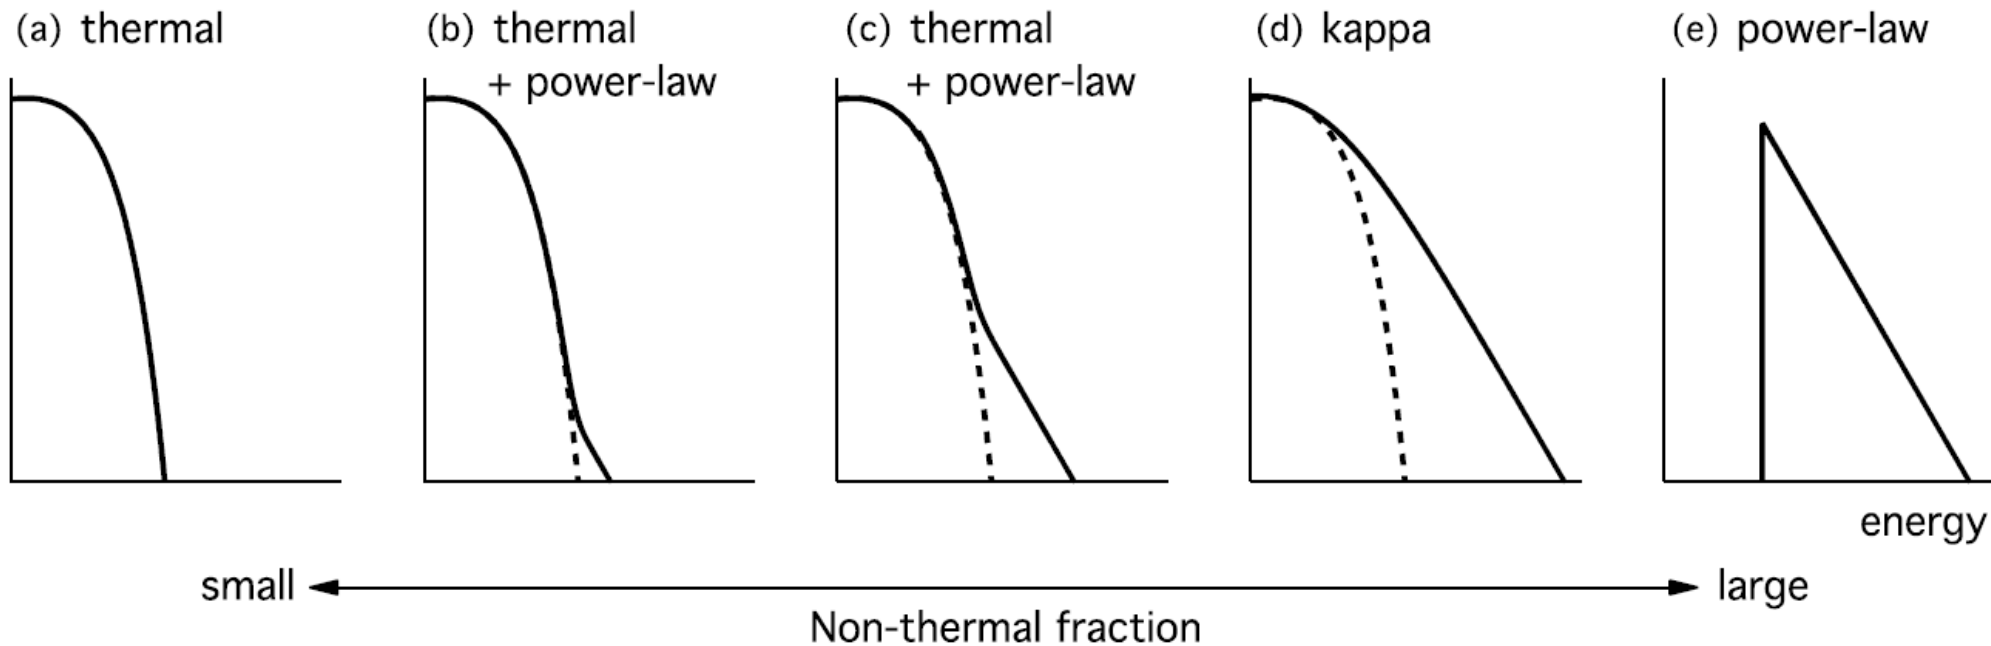 (a) thermal
(b) thermal
+ power-law
(c) thermal
+ power-law
(d) kappa
(e) power-law
energy
small
large
Non-thermal fraction